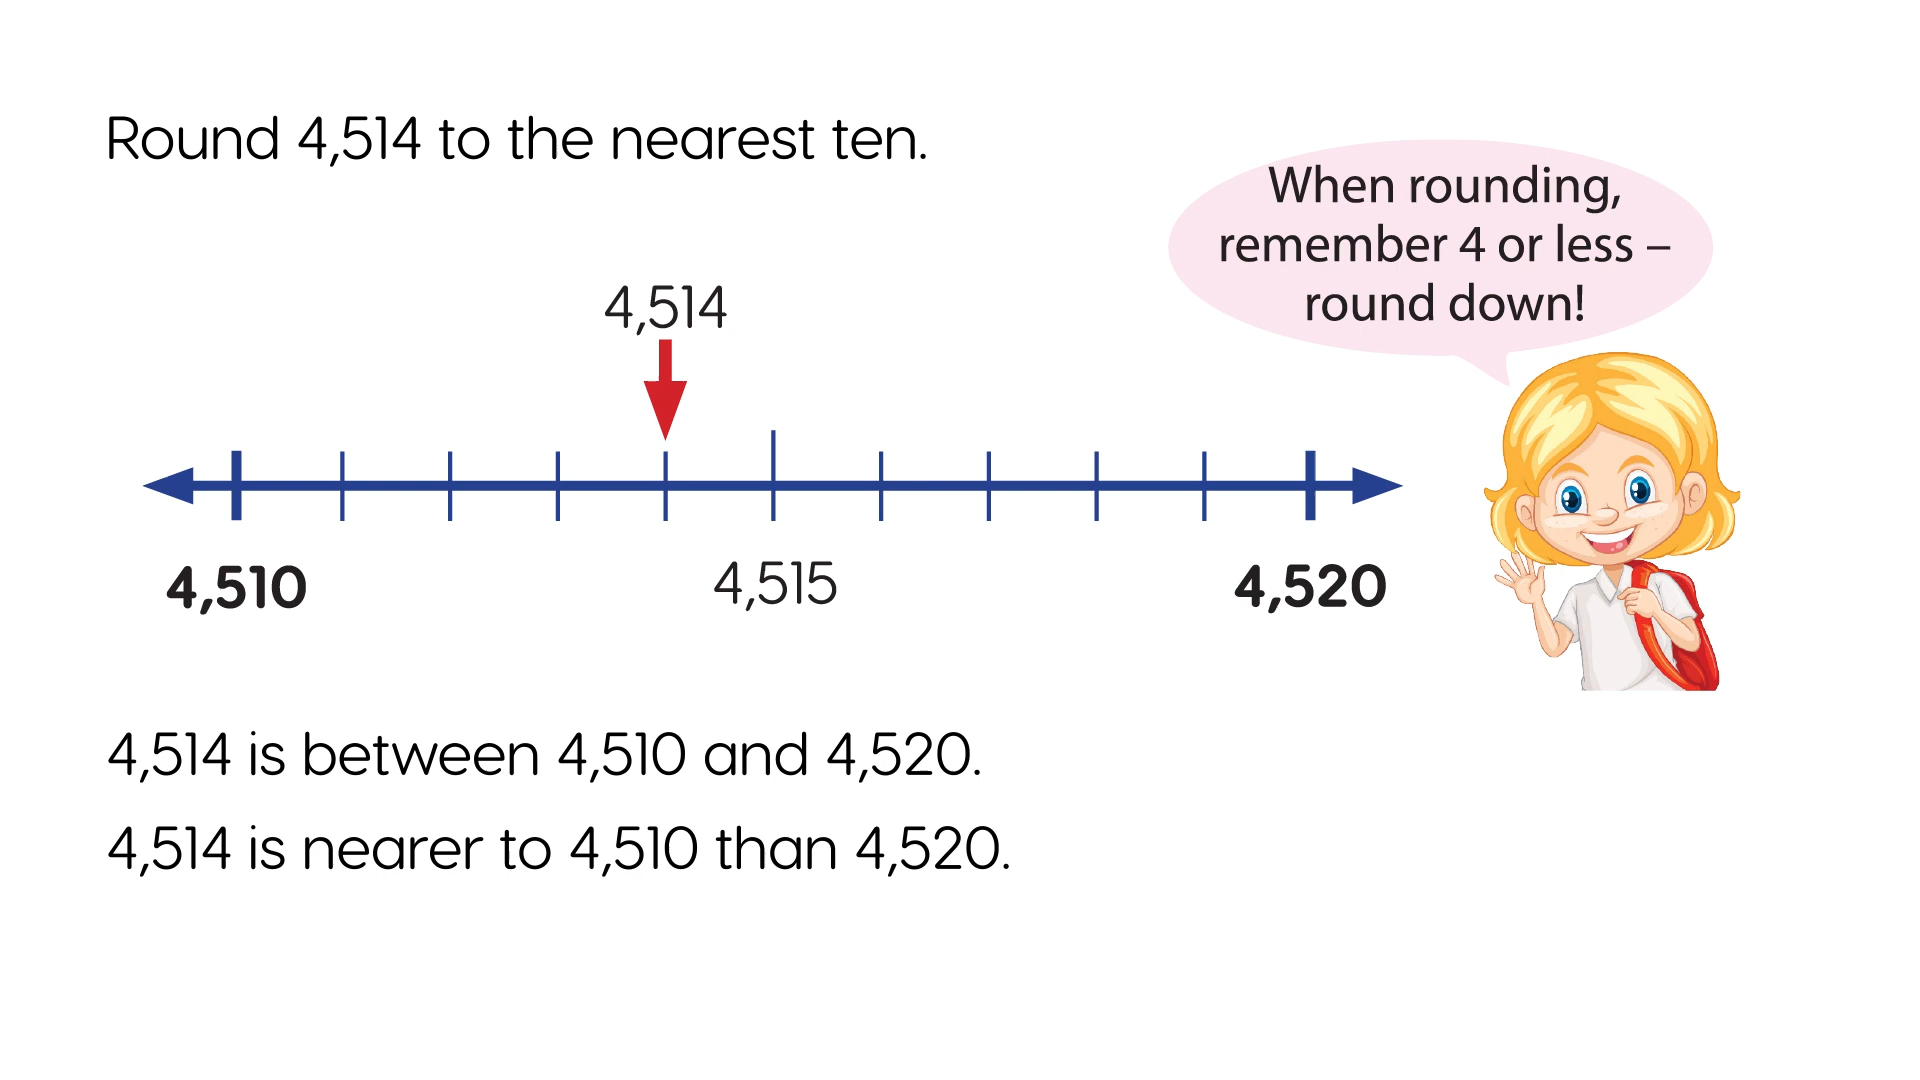 Round 4,514 to the nearest ten.
When rounding,
remember 4 or less –
round down!
4,514
4,510
4,515
4,520
4,514 is between 4,510 and 4,520.
4,514 is nearer to 4,510 than 4,520.